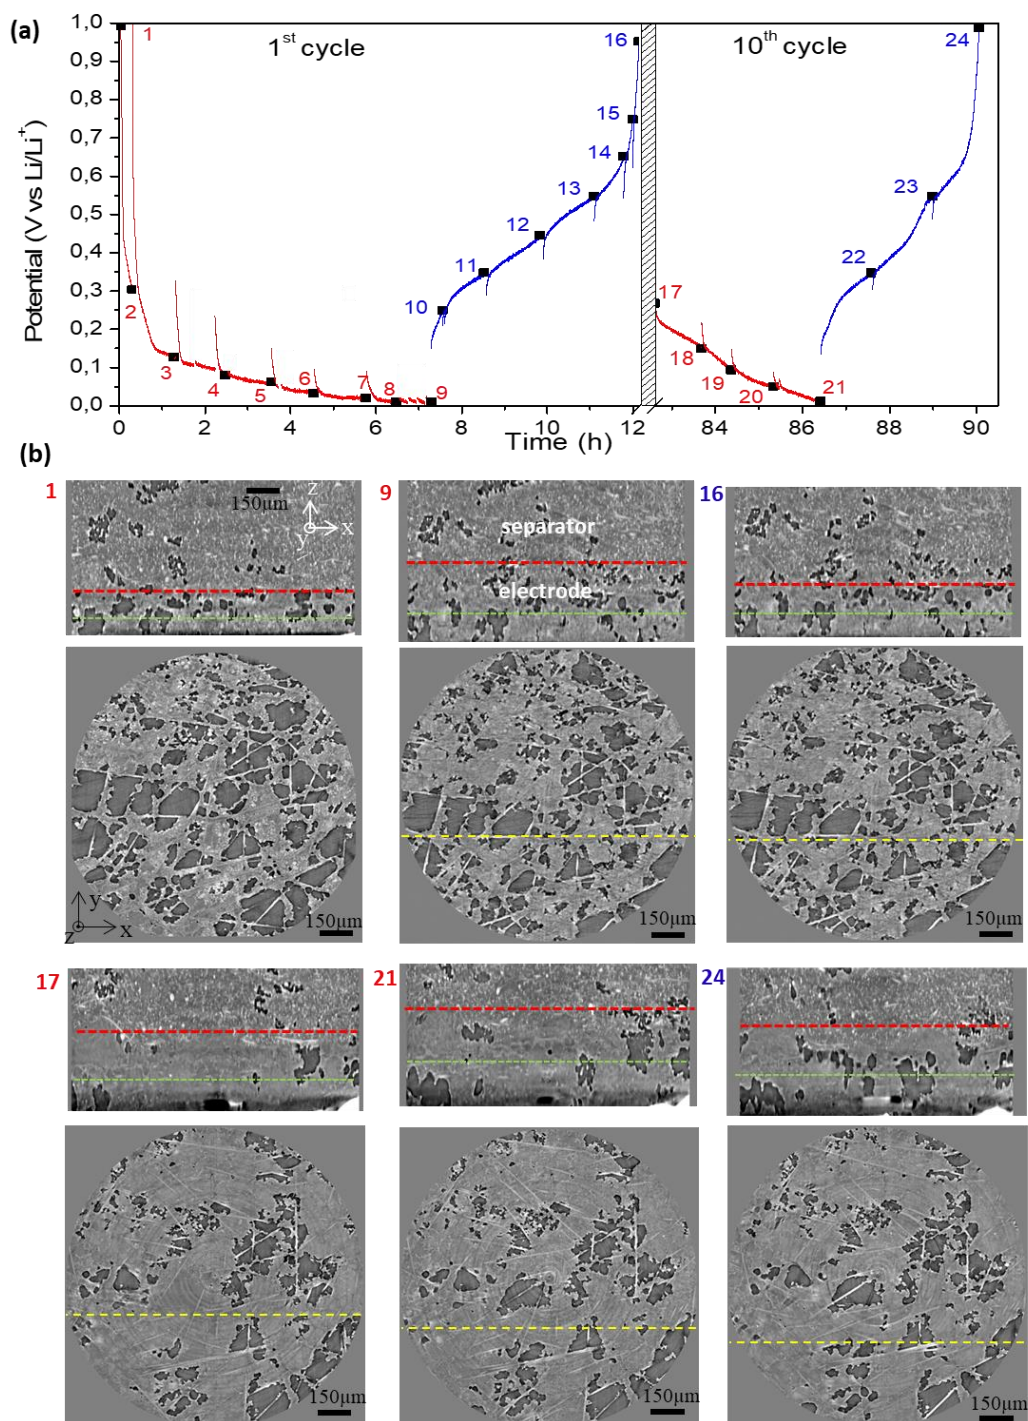 (a)
Potential (V vs Li/Li⁺)
1,0
0,9
0,8
0,7
0,6
0,5
0,4
0,3
0,2
0,1
0,0
1ˢᵗ cycle
10ᵗʰ cycle
1
2
3
4
5
6
7
8
9
10
11
12
13
14
15
16
17
18
19
20
21
22
23
24
0 2 4 6 8 10 12 84 86 88 90
Time (h)
(b)
1
150µm
z
y x
9
separator
electrode
16
y
z x
150µm
150µm
150µm
17
21
24
150µm
150µm
150µm